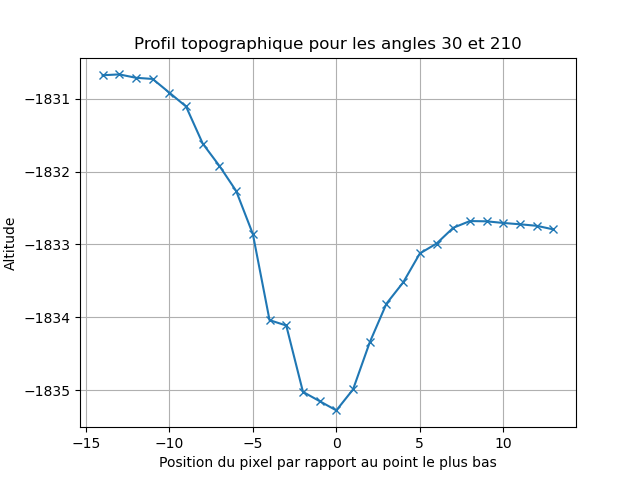 Profil topographique pour les angles 30 et 210
Altitude
−1831
−1832
−1833
−1834
−1835
−15 −10 −5 0 5 10
Position du pixel par rapport au point le plus bas